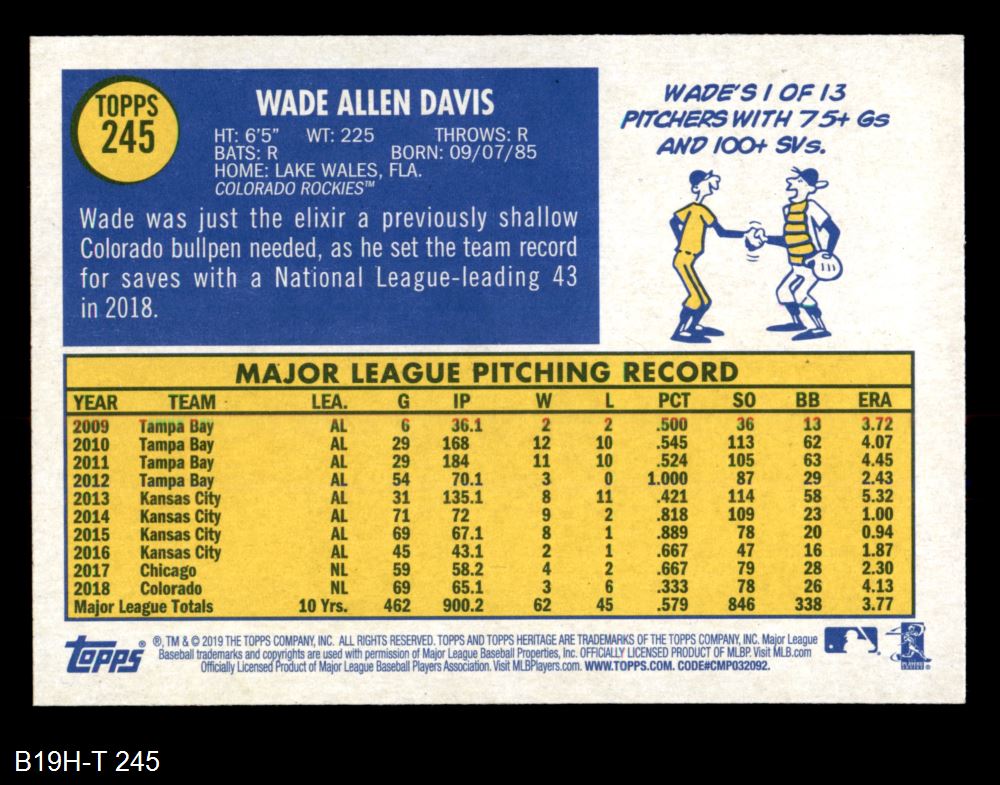 TOPPS
245
WADE ALLEN DAVIS
HT: 6'5" WT: 225 THROWS: R
BATS: R BORN: 09/07/85
HOME: LAKE WALES, FLA.
COLORADO ROCKIES™
Wade was just the elixir a previously shallow
Colorado bullpen needed, as he set the team record
for saves with a National League-leading 43
in 2018.
WADE'S 1 OF 13
PITCHERS WITH 75+ GS
AND 100+ SVS.
MAJOR LEAGUE PITCHING RECORD
YEAR TEAM LEA. G IP W L PCT SO BB ERA
2009 Tampa Bay AL 6 36.1 2 2 .500 36 13 3.72
2010 Tampa Bay AL 29 168 12 10 .545 113 62 4.07
2011 Tampa Bay AL 29 184 11 10 .524 105 63 4.45
2012 Tampa Bay AL 54 70.1 3 0 1.000 87 29 2.43
2013 Kansas City AL 31 135.1 8 11 .421 114 58 5.32
2014 Kansas City AL 71 72 9 2 .818 109 23 1.00
2015 Kansas City AL 69 67.1 8 1 .889 78 20 0.94
2016 Kansas City AL 45 43.1 2 1 .667 47 16 1.87
2017 Chicago NL 59 58.2 4 2 .667 79 28 2.30
2018 Colorado NL 69 65.1 3 6 .333 78 26 4.13
Major League Totals 10 Yrs. 462 900.2 62 45 .579 846 338 3.77
TOPPS®
®, TM & © 2019 THE TOPPS COMPANY, INC. ALL RIGHTS RESERVED. TOPPS AND TOPPS HERITAGE ARE TRADEMARKS OF THE TOPPS COMPANY, INC. Major League
Baseball trademarks and copyrights are used with permission of Major League Baseball Properties, Inc. OFFICIALLY LICENSED PRODUCT OF MLBP. Visit MLB.com
Officially Licensed Product of Major League Baseball Players Association. Visit MLBPlayers.com. WWW.TOPPS.COM. CODE#CMP032092.
B19H-T 245